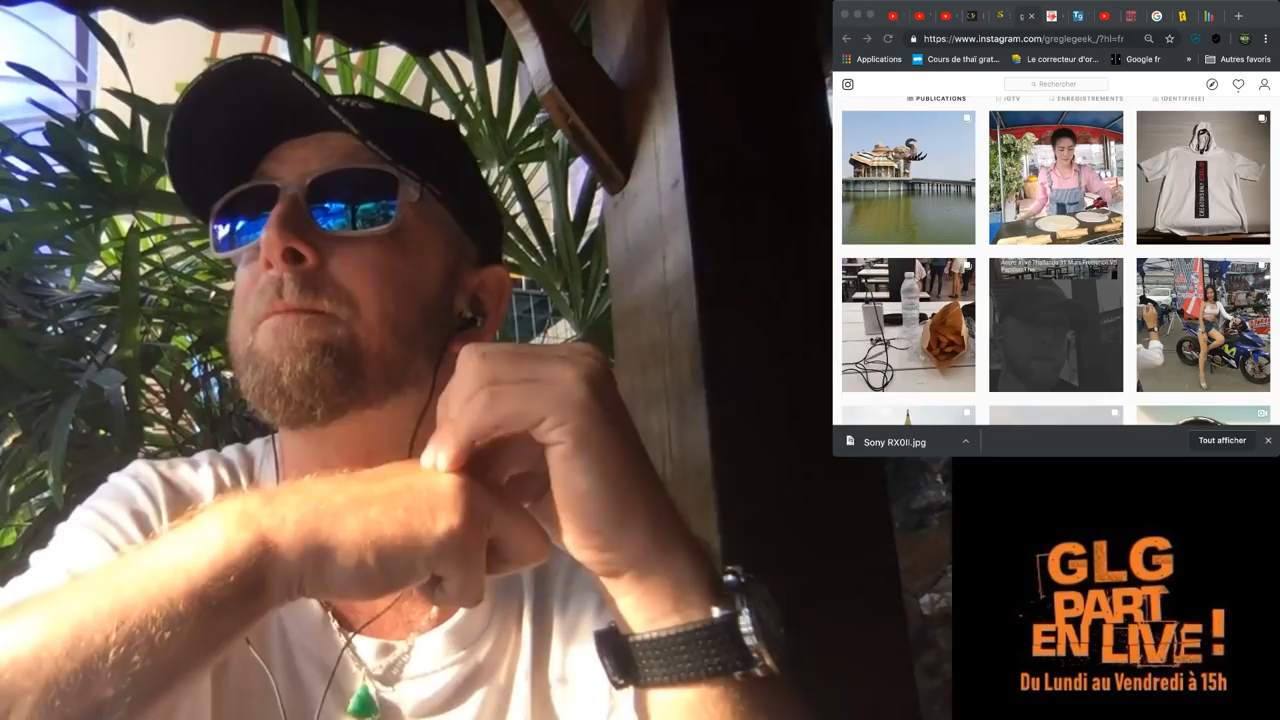 https://www.instagram.com/greglegeek_/?hl=fr
Applications
Cours de thaï grat...
Le correcteur d'or...
Google fr
»
Autres favoris
Rechercher
PUBLICATIONS
IGTV
ENREGISTREMENTS
IDENTIFIÉ(E)
CREATORS ONLY
Sony RX0II.jpg
Tout afficher
GLG
PART
EN LIVE !
Du Lundi au Vendredi à 15h